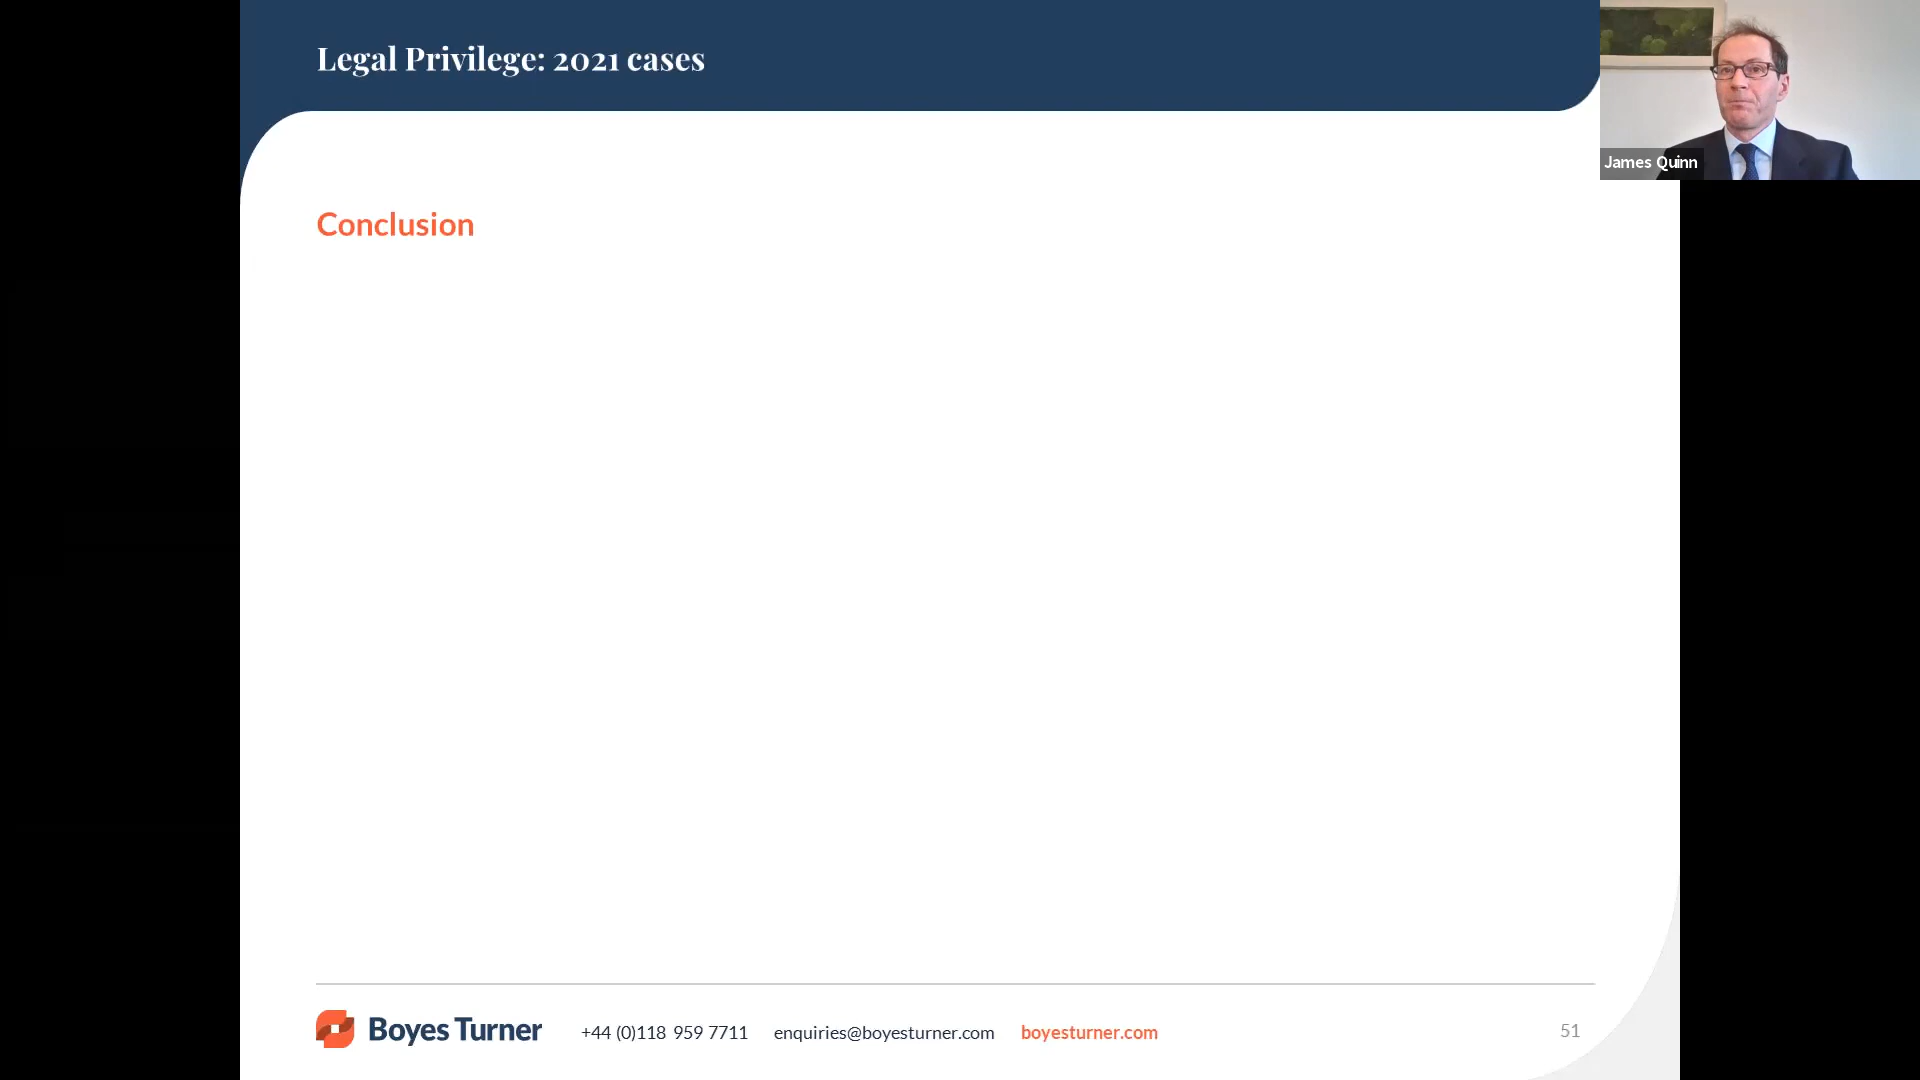 Legal Privilege: 2021 cases
James Quinn
Conclusion
Boyes Turner
+44 (0)118 959 7711 enquiries@boyesturner.com boyesturner.com
51